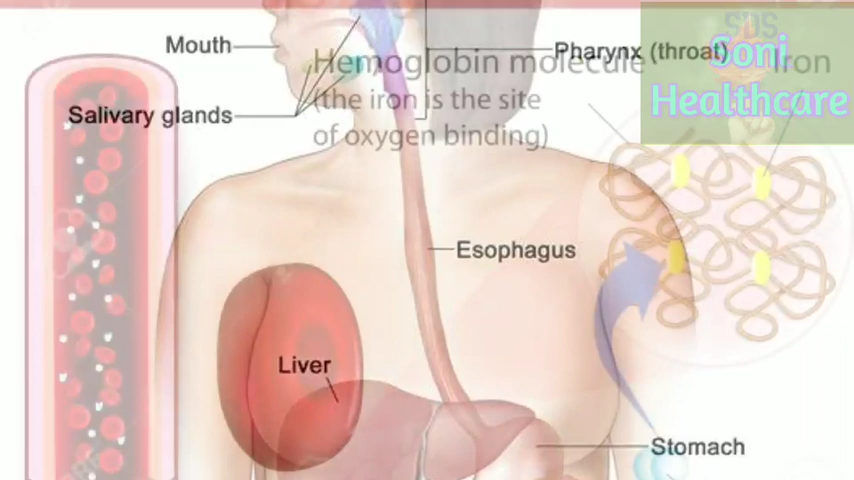 SDS
Mouth
Pharynx (throat)
Soni
Healthcare
Hemoglobin molecule
Iron
(the iron is the site
of oxygen binding)
Salivary glands
Esophagus
Liver
Stomach